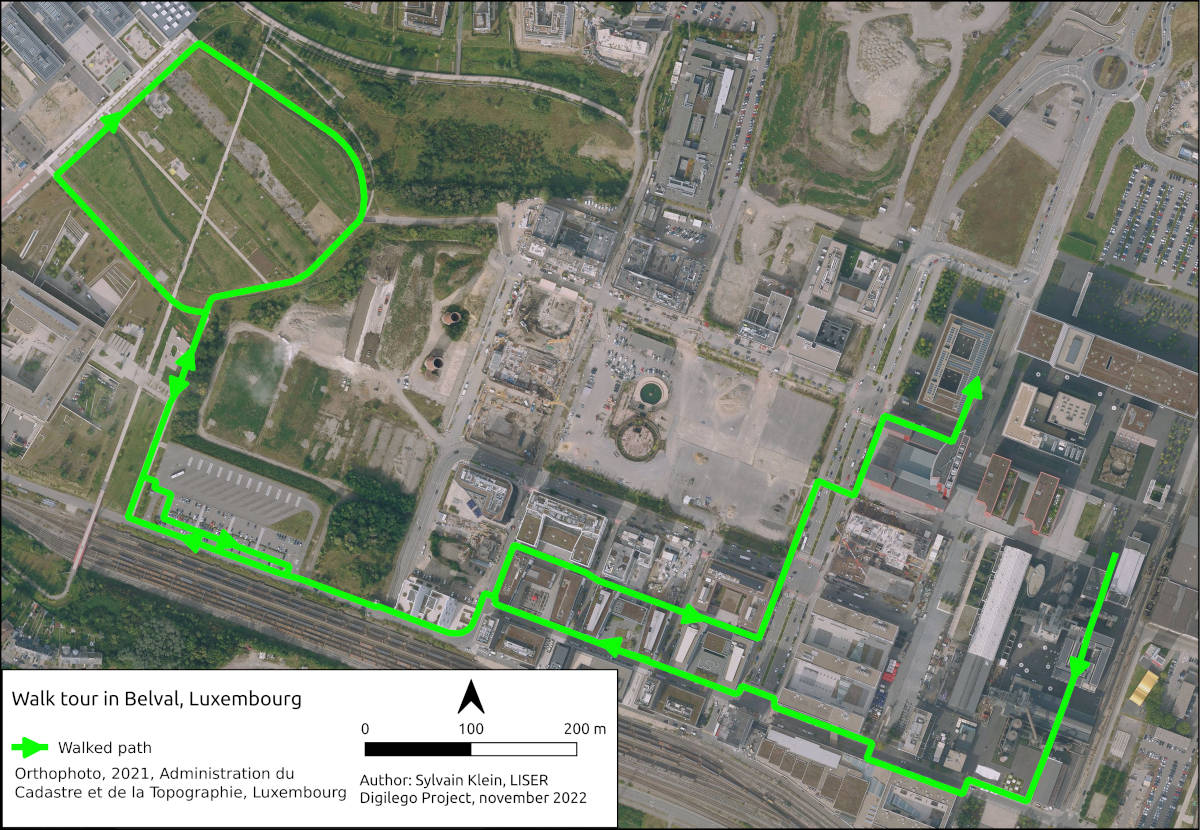 Walk tour in Belval, Luxembourg
Walked path
Orthophoto, 2021, Administration du
Cadastre et de la Topographie, Luxembourg
0 100 200 m
Author: Sylvain Klein, LISER
Digilego Project, november 2022